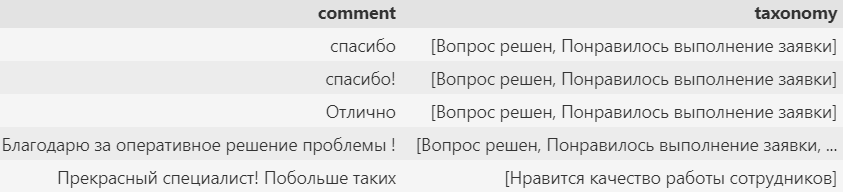 comment taxonomy
спасибо [Вопрос решен, Понравилось выполнение заявки]
спасибо! [Вопрос решен, Понравилось выполнение заявки]
Отлично [Вопрос решен, Понравилось выполнение заявки]
Благодарю за оперативное решение проблемы ! [Вопрос решен, Понравилось выполнение заявки, ...
Прекрасный специалист! Побольше таких [Нравится качество работы сотрудников]